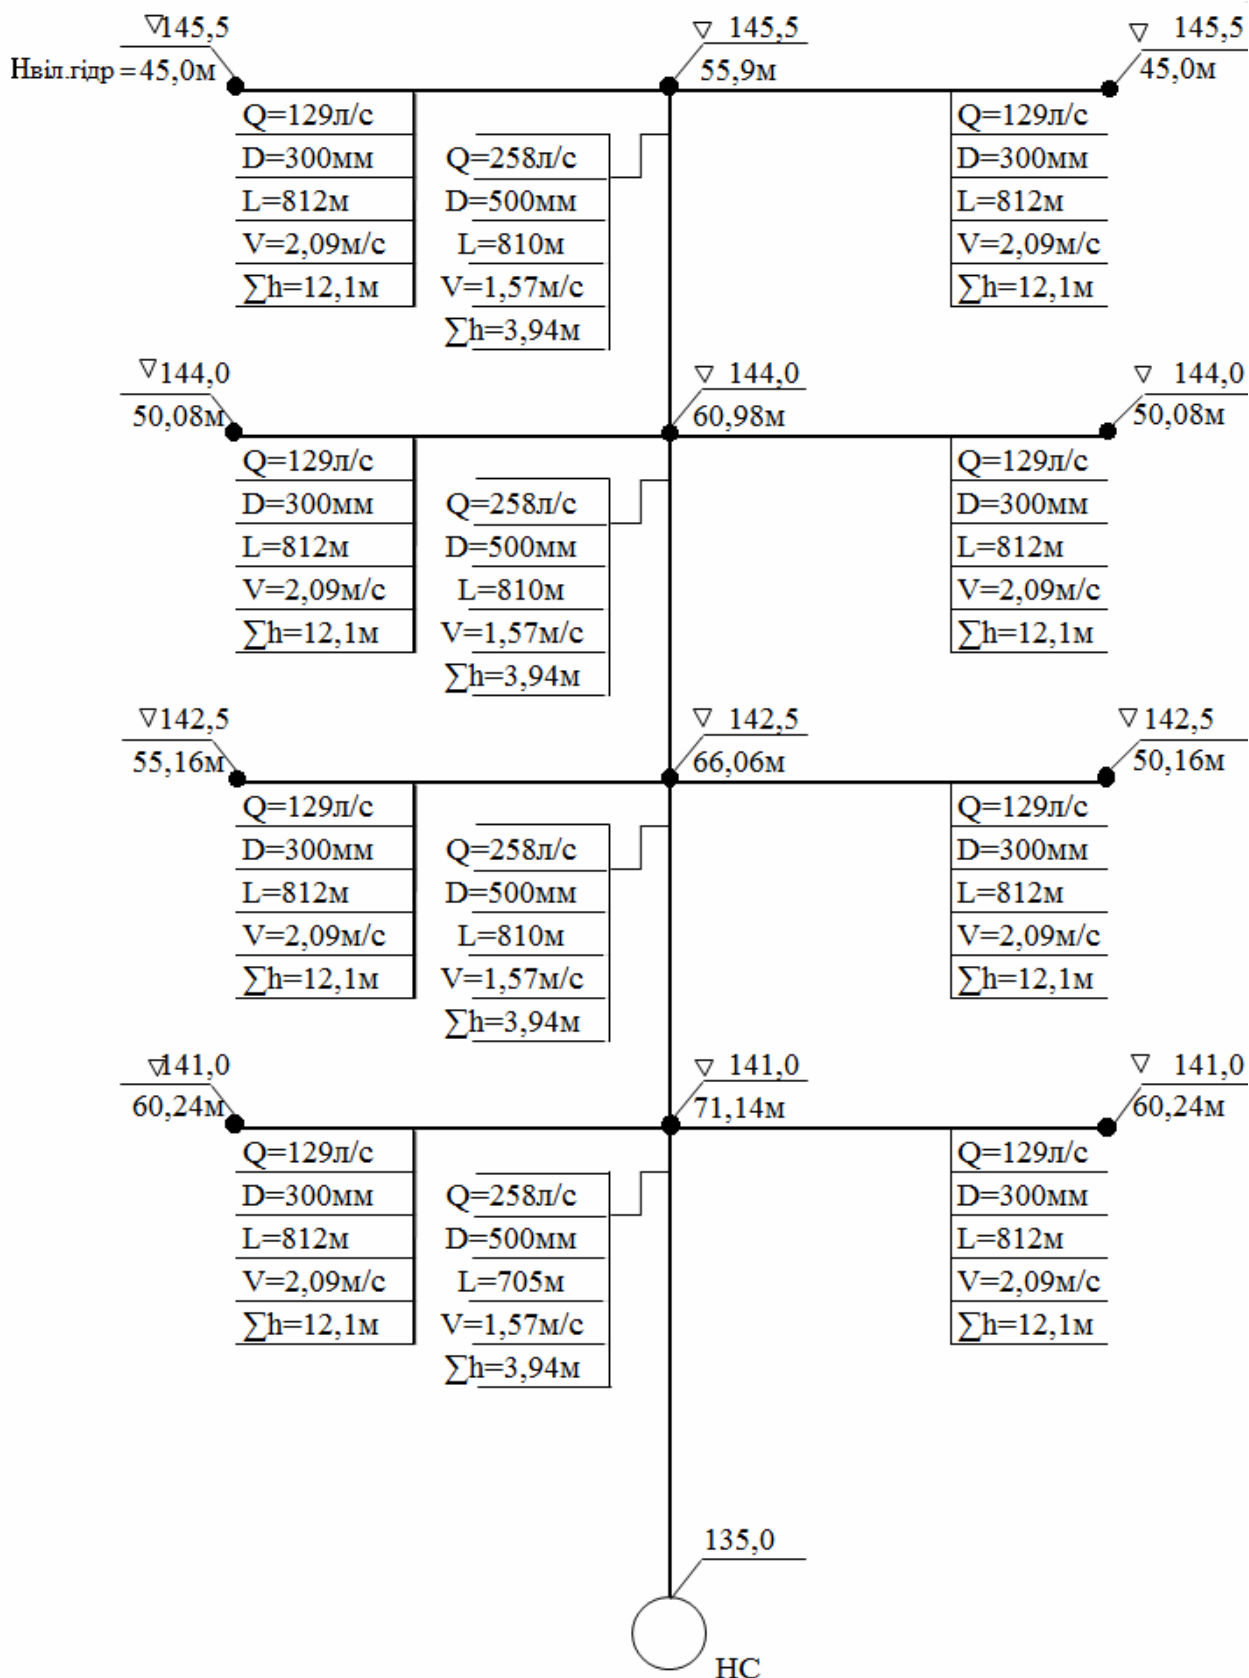 ▽145,5
Hвіл.гідр =45,0м
▽ 145,5
55,9м
▽ 145,5
45,0м
Q=129л/с
D=300мм
L=812м
V=2,09м/с
∑h=12,1м
Q=258л/с
D=500мм
L=810м
V=1,57м/с
∑h=3,94м
Q=129л/с
D=300мм
L=812м
V=2,09м/с
∑h=12,1м
▽144,0
50,08м
▽ 144,0
60,98м
▽ 144,0
50,08м
Q=129л/с
D=300мм
L=812м
V=2,09м/с
∑h=12,1м
Q=258л/с
D=500мм
L=810м
V=1,57м/с
∑h=3,94м
Q=129л/с
D=300мм
L=812м
V=2,09м/с
∑h=12,1м
▽142,5
55,16м
▽ 142,5
66,06м
▽142,5
50,16м
Q=129л/с
D=300мм
L=812м
V=2,09м/с
∑h=12,1м
Q=258л/с
D=500мм
L=810м
V=1,57м/с
∑h=3,94м
Q=129л/с
D=300мм
L=812м
V=2,09м/с
∑h=12,1м
▽141,0
60,24м
▽ 141,0
71,14м
▽ 141,0
60,24м
Q=129л/с
D=300мм
L=812м
V=2,09м/с
∑h=12,1м
Q=258л/с
D=500мм
L=705м
V=1,57м/с
∑h=3,94м
Q=129л/с
D=300мм
L=812м
V=2,09м/с
∑h=12,1м
135,0
НС